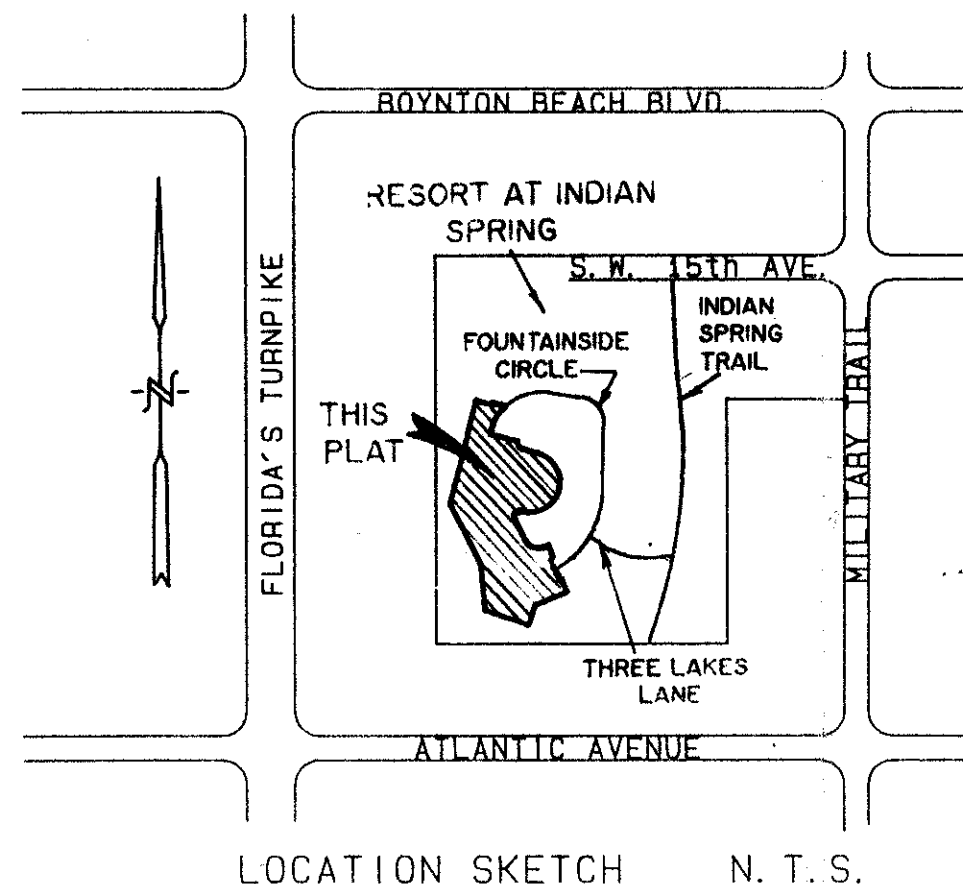 BOYNTON BEACH BLVD.
RESORT AT INDIAN
SPRING
S. W. 15th AVE.
INDIAN
SPRING
TRAIL
FOUNTAINSIDE
CIRCLE
THIS
PLAT
FLORIDA'S TURNPIKE
MILITARY TRAIL
N
THREE LAKES
LANE
ATLANTIC AVENUE
LOCATION SKETCH N. T. S.